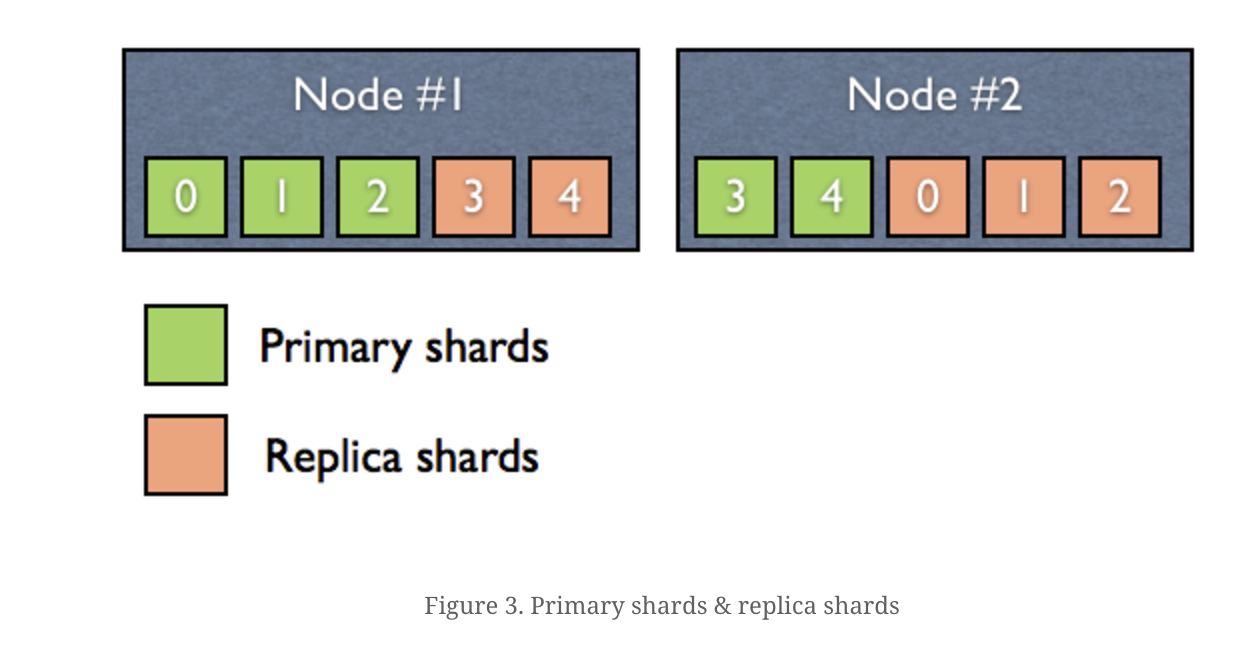 Node #1
0 1 2 3 4
Node #2
3 4 0 1 2
Primary shards
Replica shards
Figure 3. Primary shards & replica shards